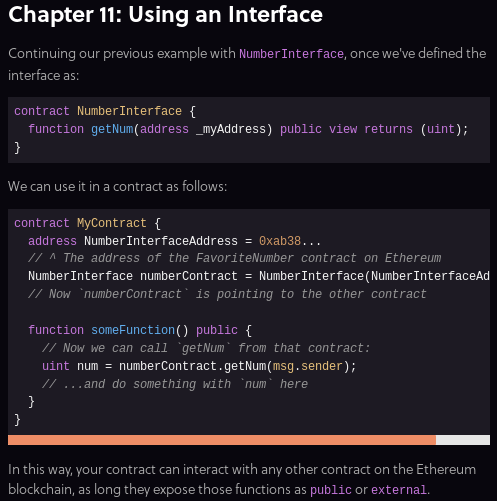 Chapter 11: Using an Interface
Continuing our previous example with NumberInterface, once we've defined the
interface as:
contract NumberInterface {
  function getNum(address _myAddress) public view returns (uint);
}
We can use it in a contract as follows:
contract MyContract {
  address NumberInterfaceAddress = 0xab38...
  // ^ The address of the FavoriteNumber contract on Ethereum
  NumberInterface numberContract = NumberInterface(NumberInterfaceAd
  // Now `numberContract` is pointing to the other contract
  function someFunction() public {
    // Now we can call `getNum` from that contract:
    uint num = numberContract.getNum(msg.sender);
    // ...and do something with `num` here
  }
}
In this way, your contract can interact with any other contract on the Ethereum
blockchain, as long they expose those functions as public or external.